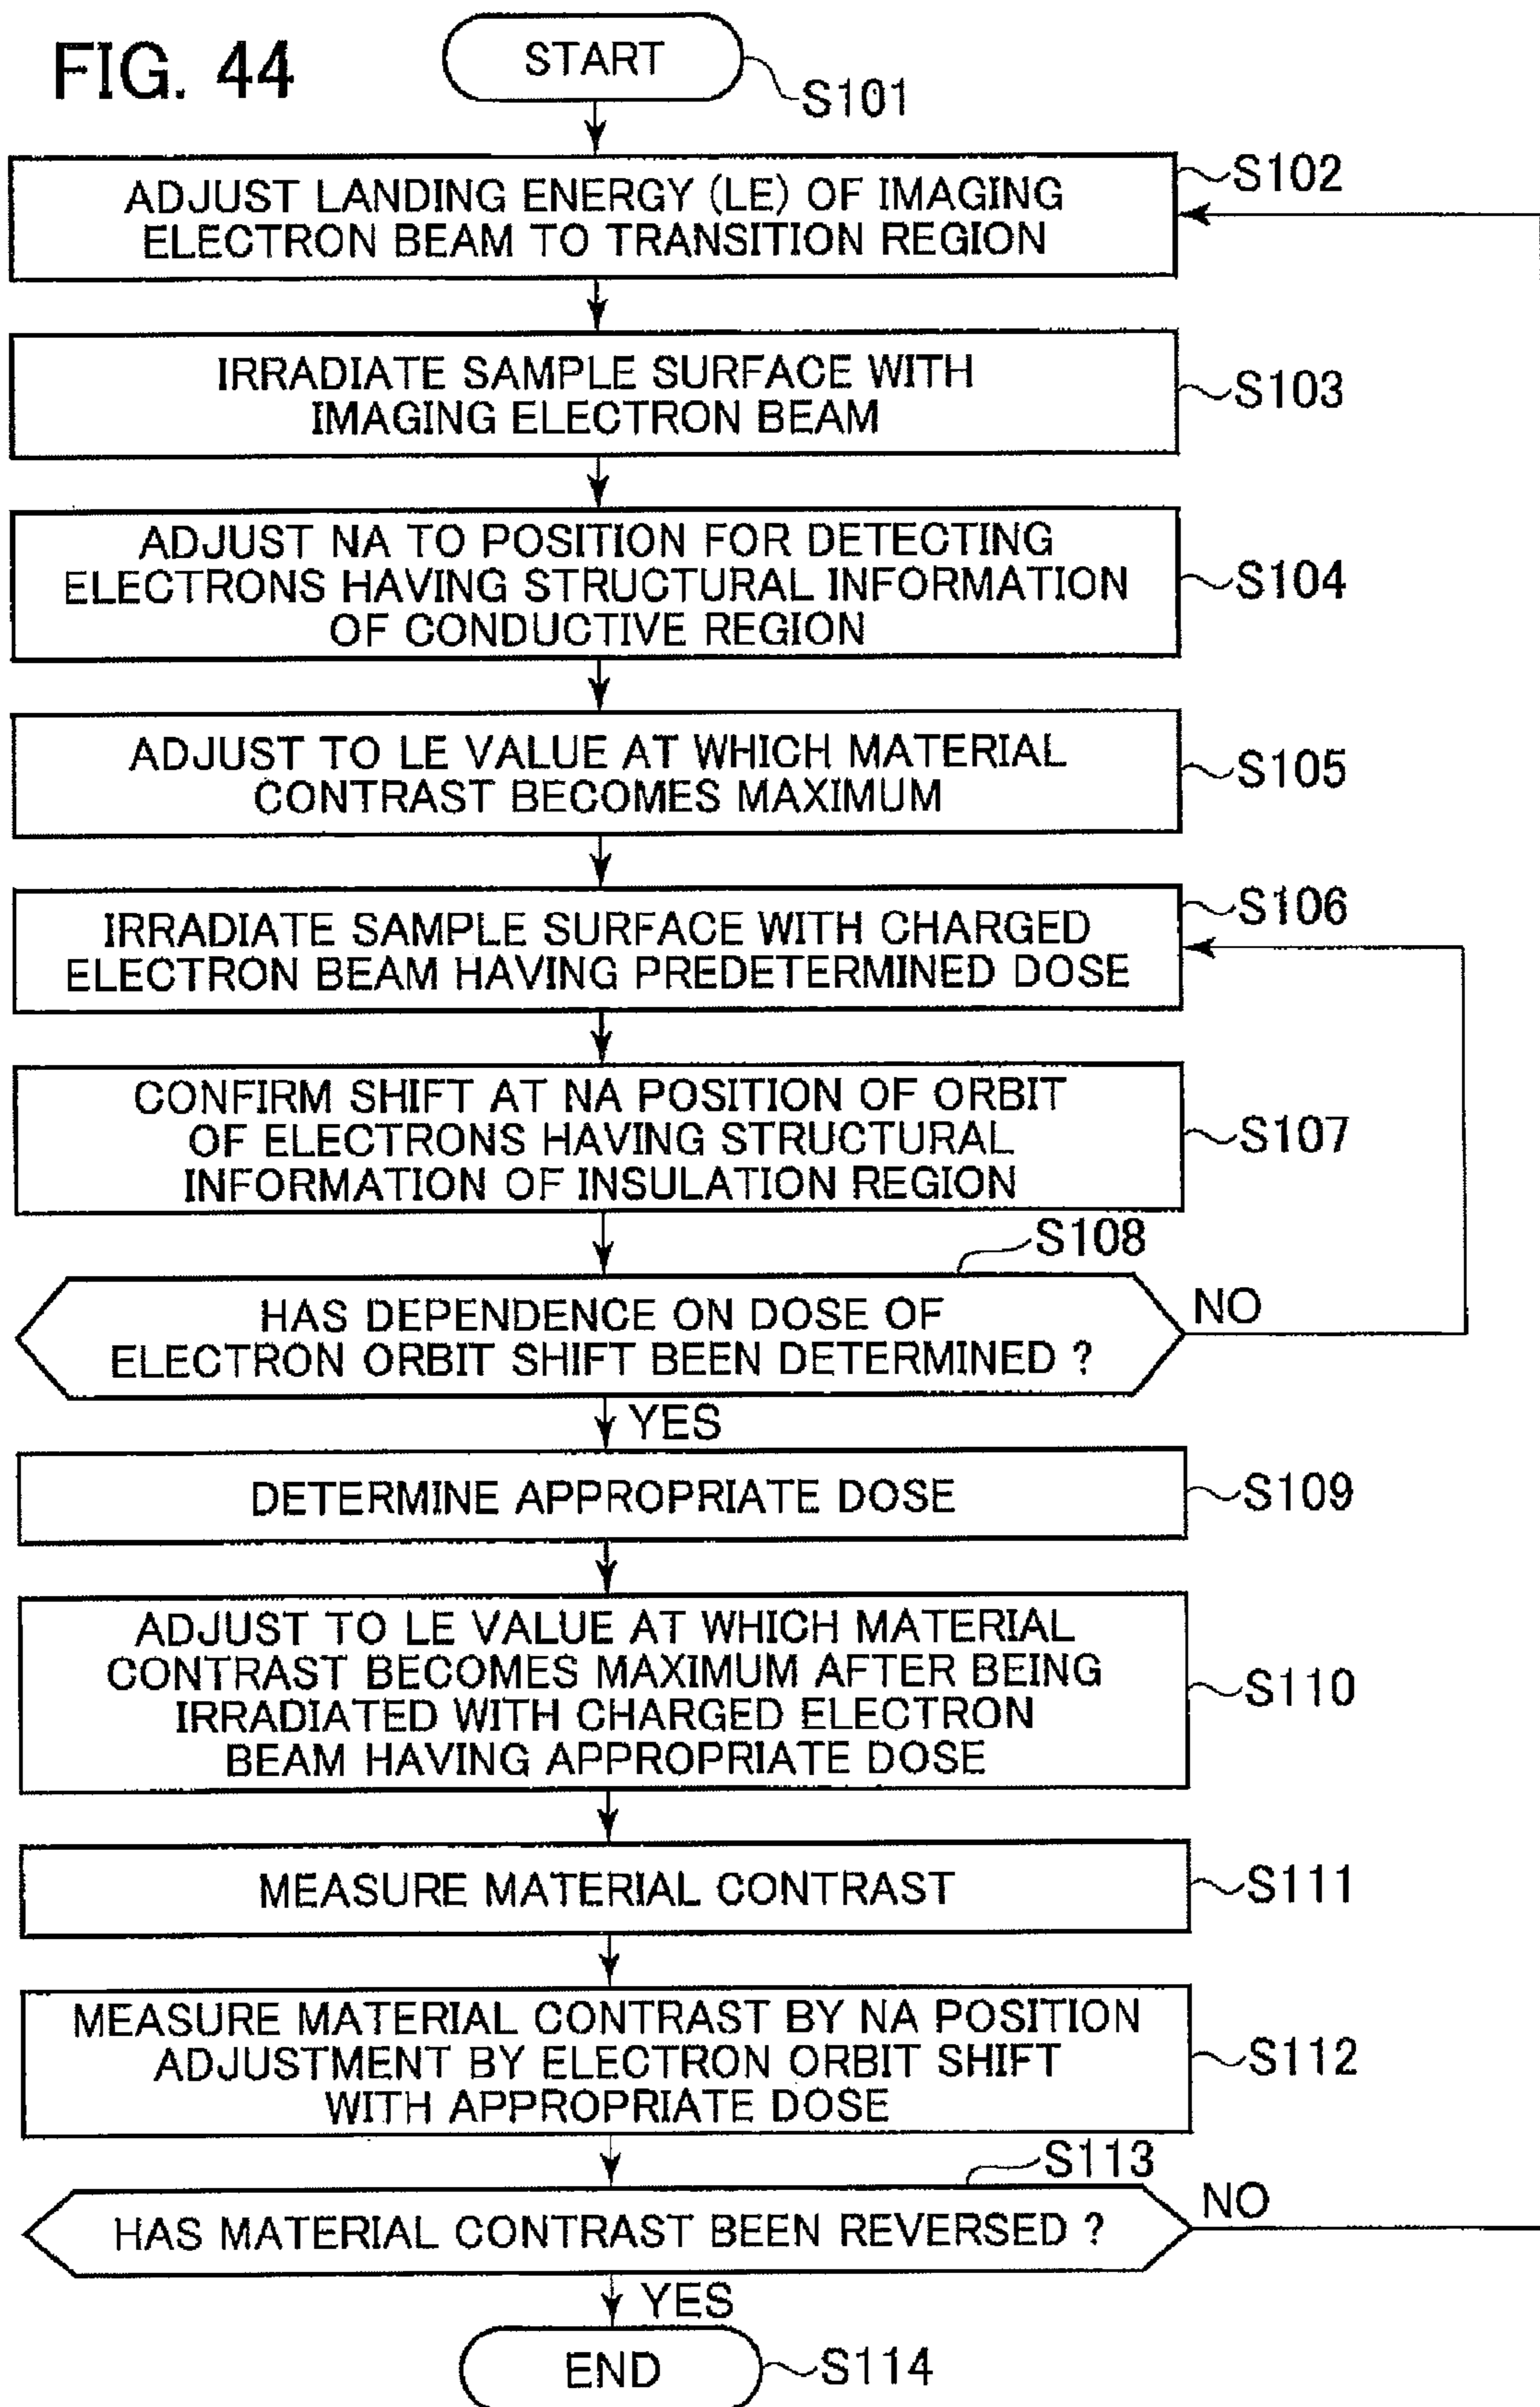 FIG. 44
START
S101
ADJUST LANDING ENERGY (LE) OF IMAGING
ELECTRON BEAM TO TRANSITION REGION
S102
IRRADIATE SAMPLE SURFACE WITH
IMAGING ELECTRON BEAM
S103
ADJUST NA TO POSITION FOR DETECTING
ELECTRONS HAVING STRUCTURAL INFORMATION
OF CONDUCTIVE REGION
S104
ADJUST TO LE VALUE AT WHICH MATERIAL
CONTRAST BECOMES MAXIMUM
S105
IRRADIATE SAMPLE SURFACE WITH CHARGED
ELECTRON BEAM HAVING PREDETERMINED DOSE
S106
CONFIRM SHIFT AT NA POSITION OF ORBIT
OF ELECTRONS HAVING STRUCTURAL
INFORMATION OF INSULATION REGION
S107
S108
HAS DEPENDENCE ON DOSE OF
ELECTRON ORBIT SHIFT BEEN DETERMINED ?
NO
YES
DETERMINE APPROPRIATE DOSE
S109
ADJUST TO LE VALUE AT WHICH MATERIAL
CONTRAST BECOMES MAXIMUM AFTER BEING
IRRADIATED WITH CHARGED ELECTRON
BEAM HAVING APPROPRIATE DOSE
S110
MEASURE MATERIAL CONTRAST
S111
MEASURE MATERIAL CONTRAST BY NA POSITION
ADJUSTMENT BY ELECTRON ORBIT SHIFT
WITH APPROPRIATE DOSE
S112
S113
HAS MATERIAL CONTRAST BEEN REVERSED ?
NO
YES
END
S114